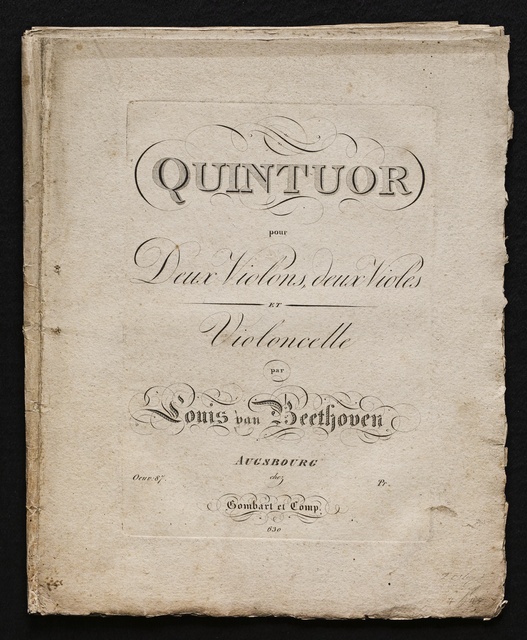 QUINTUOR
pour
Deux Violons, deux Violes
ET
Violoncelle
par
Louis van Beethoven
AUGSBOURG
Oeuv. 87. chez Pr.
Gombart et Comp.
630